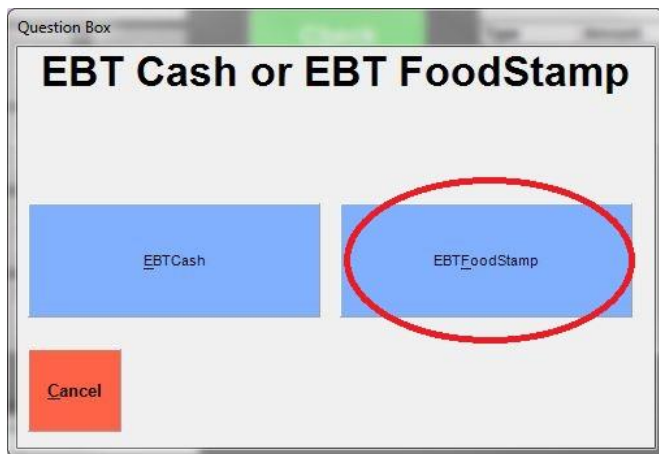 Question Box
EBT Cash or EBT FoodStamp
EBTCash
EBTFoodStamp
Cancel